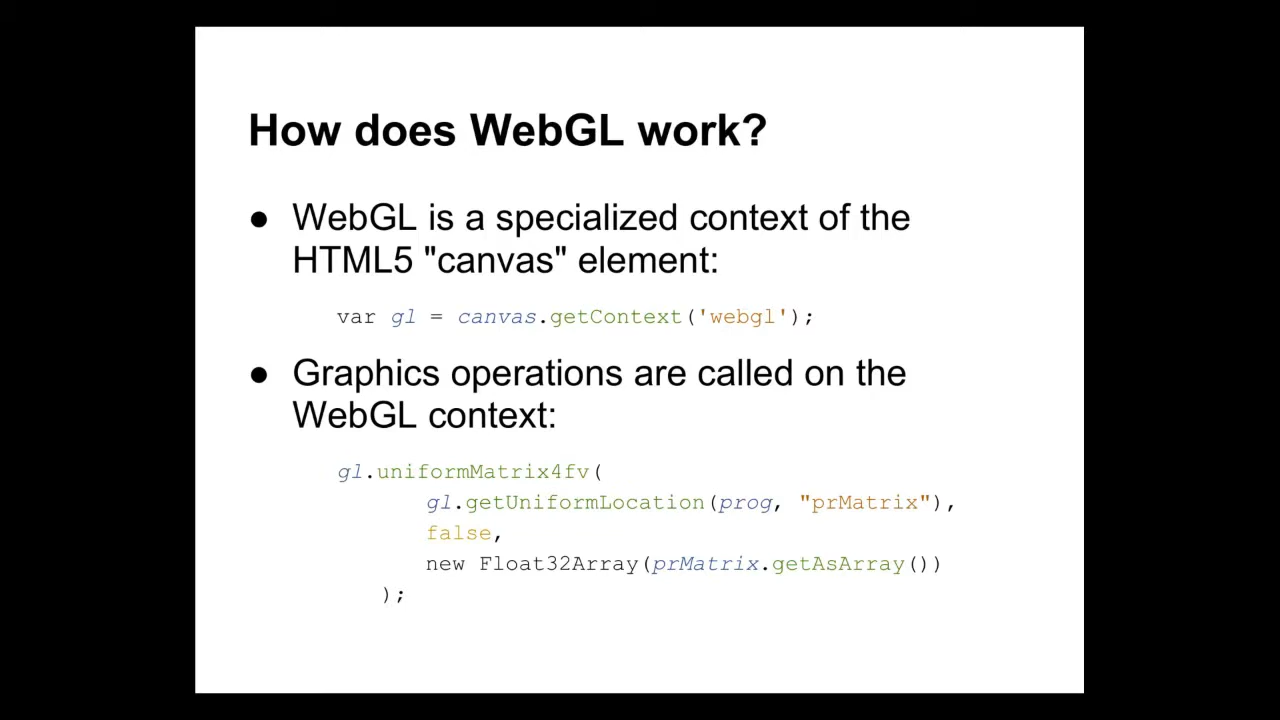 How does WebGL work?
● WebGL is a specialized context of the
HTML5 "canvas" element:
var gl = canvas.getContext('webgl');
● Graphics operations are called on the
WebGL context:
gl.uniformMatrix4fv(
gl.getUniformLocation(prog, "prMatrix"),
false,
new Float32Array(prMatrix.getAsArray())
);